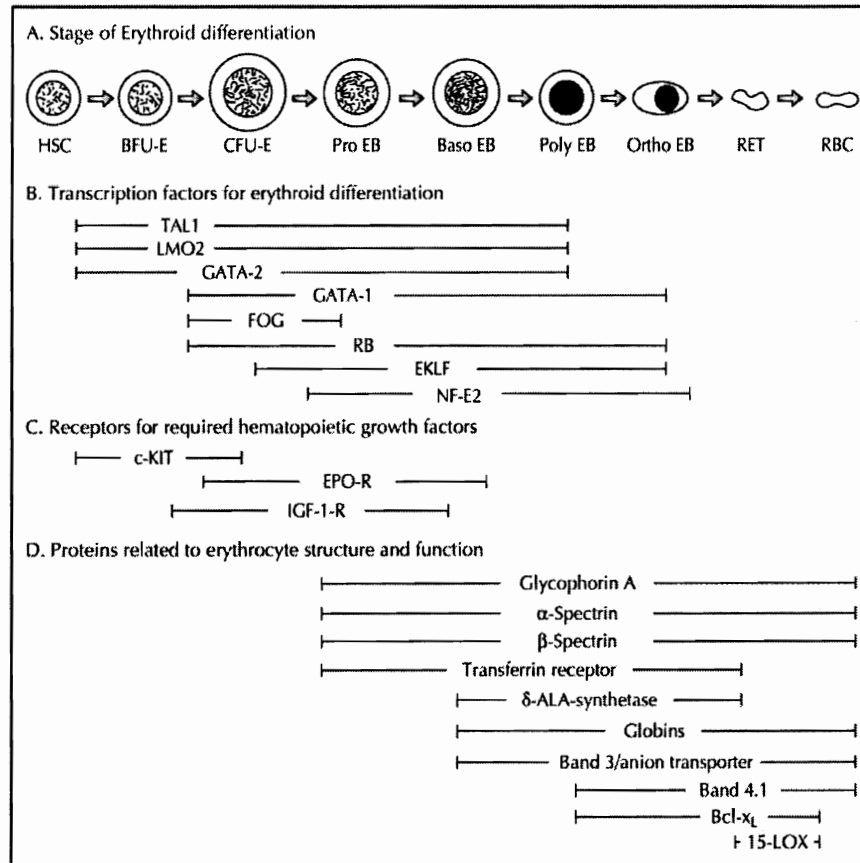 A. Stage of Erythroid differentiation
HSC BFU-E CFU-E Pro EB Baso EB Poly EB Ortho EB RET RBC
B. Transcription factors for erythroid differentiation
TAL1
LMO2
GATA-2
GATA-1
FOG
RB
EKLF
NF-E2
C. Receptors for required hematopoietic growth factors
c-KIT
EPO-R
IGF-1-R
D. Proteins related to erythrocyte structure and function
Glycophorin A
α-Spectrin
β-Spectrin
Transferrin receptor
δ-ALA-synthetase
Globins
Band 3/anion transporter
Band 4.1
Bcl-xL
15-LOX